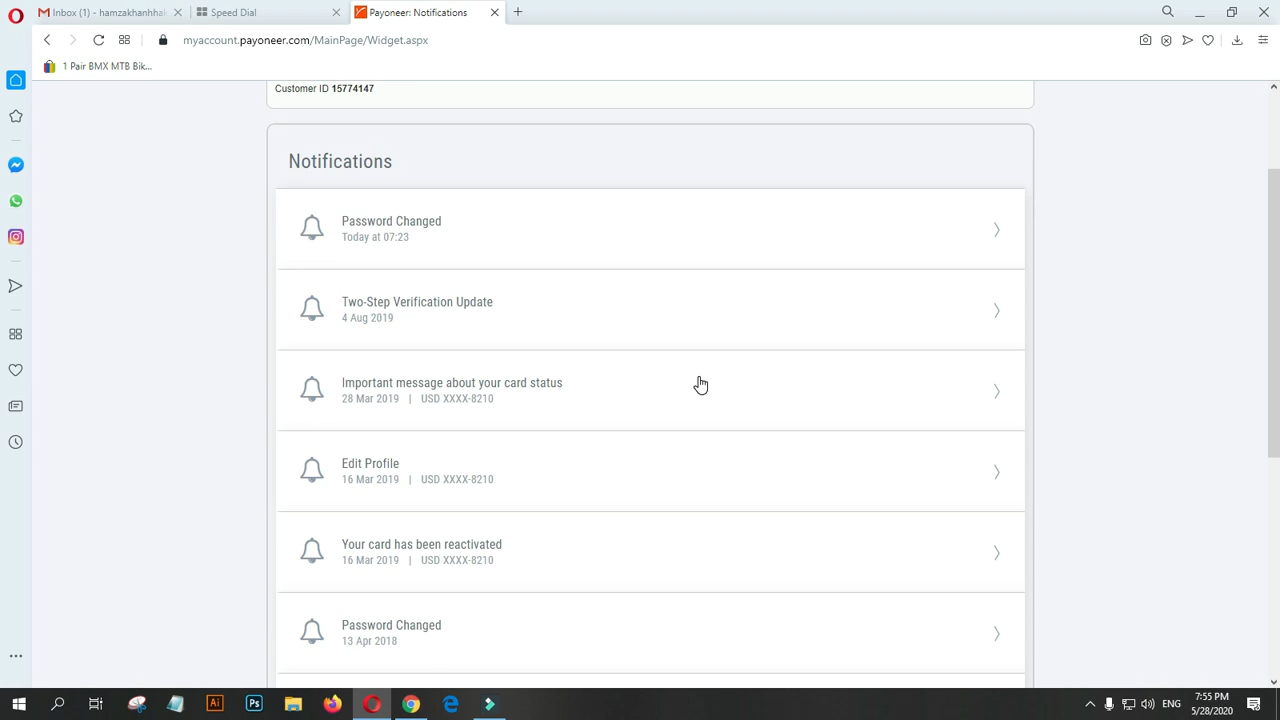 Inbox (1) - hamzakhanhhal
Speed Dial
Payoneer: Notifications
myaccount.payoneer.com/MainPage/Widget.aspx
1 Pair BMX MTB Bik...
Customer ID 15774147
Notifications
Password Changed
Today at 07:23
Two-Step Verification Update
4 Aug 2019
Important message about your card status
28 Mar 2019 | USD XXXX-8210
Edit Profile
16 Mar 2019 | USD XXXX-8210
Your card has been reactivated
16 Mar 2019 | USD XXXX-8210
Password Changed
13 Apr 2018
Ai
Ps
ENG
7:55 PM
5/28/2020